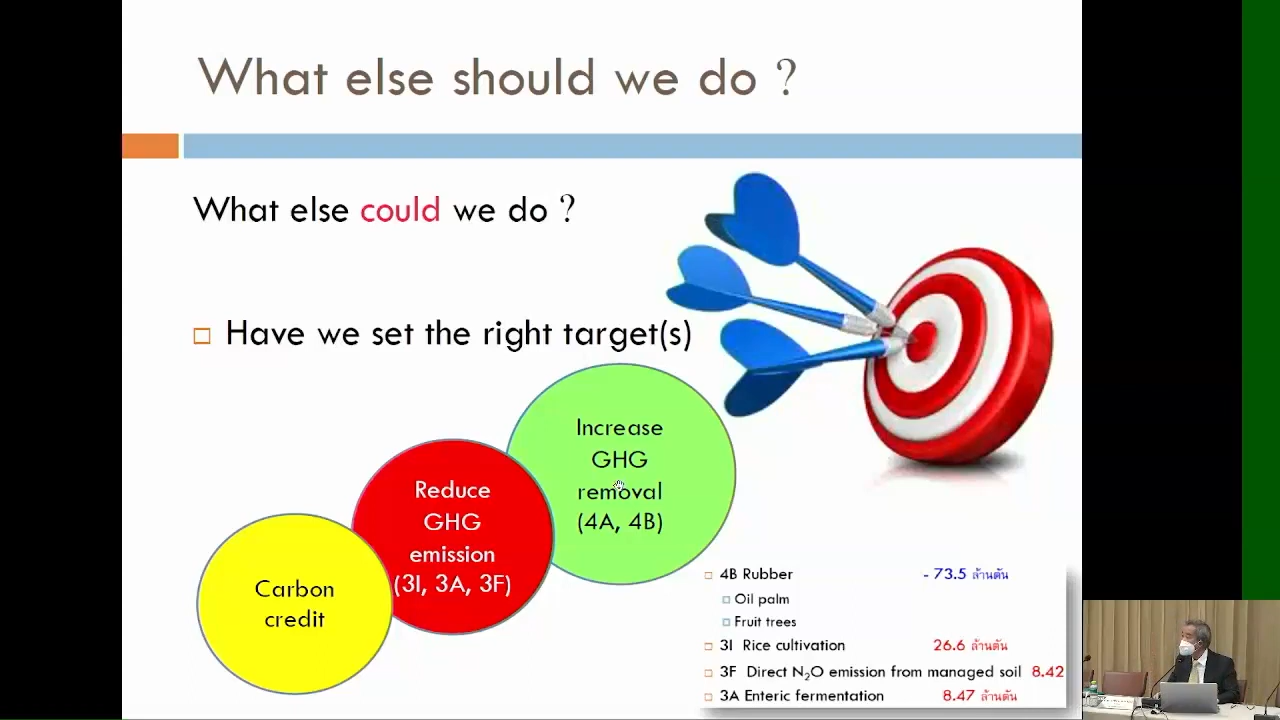 What else should we do ?
What else could we do ?
Have we set the right target(s)
Increase
GHG
removal
(4A, 4B)
Reduce
GHG
emission
(3I, 3A, 3F)
Carbon
credit
4B Rubber - 73.5 ล้านตัน
Oil palm
Fruit trees
3I Rice cultivation 26.6 ล้านตัน
3F Direct N₂O emission from managed soil 8.42
3A Enteric fermentation 8.47 ล้านตัน